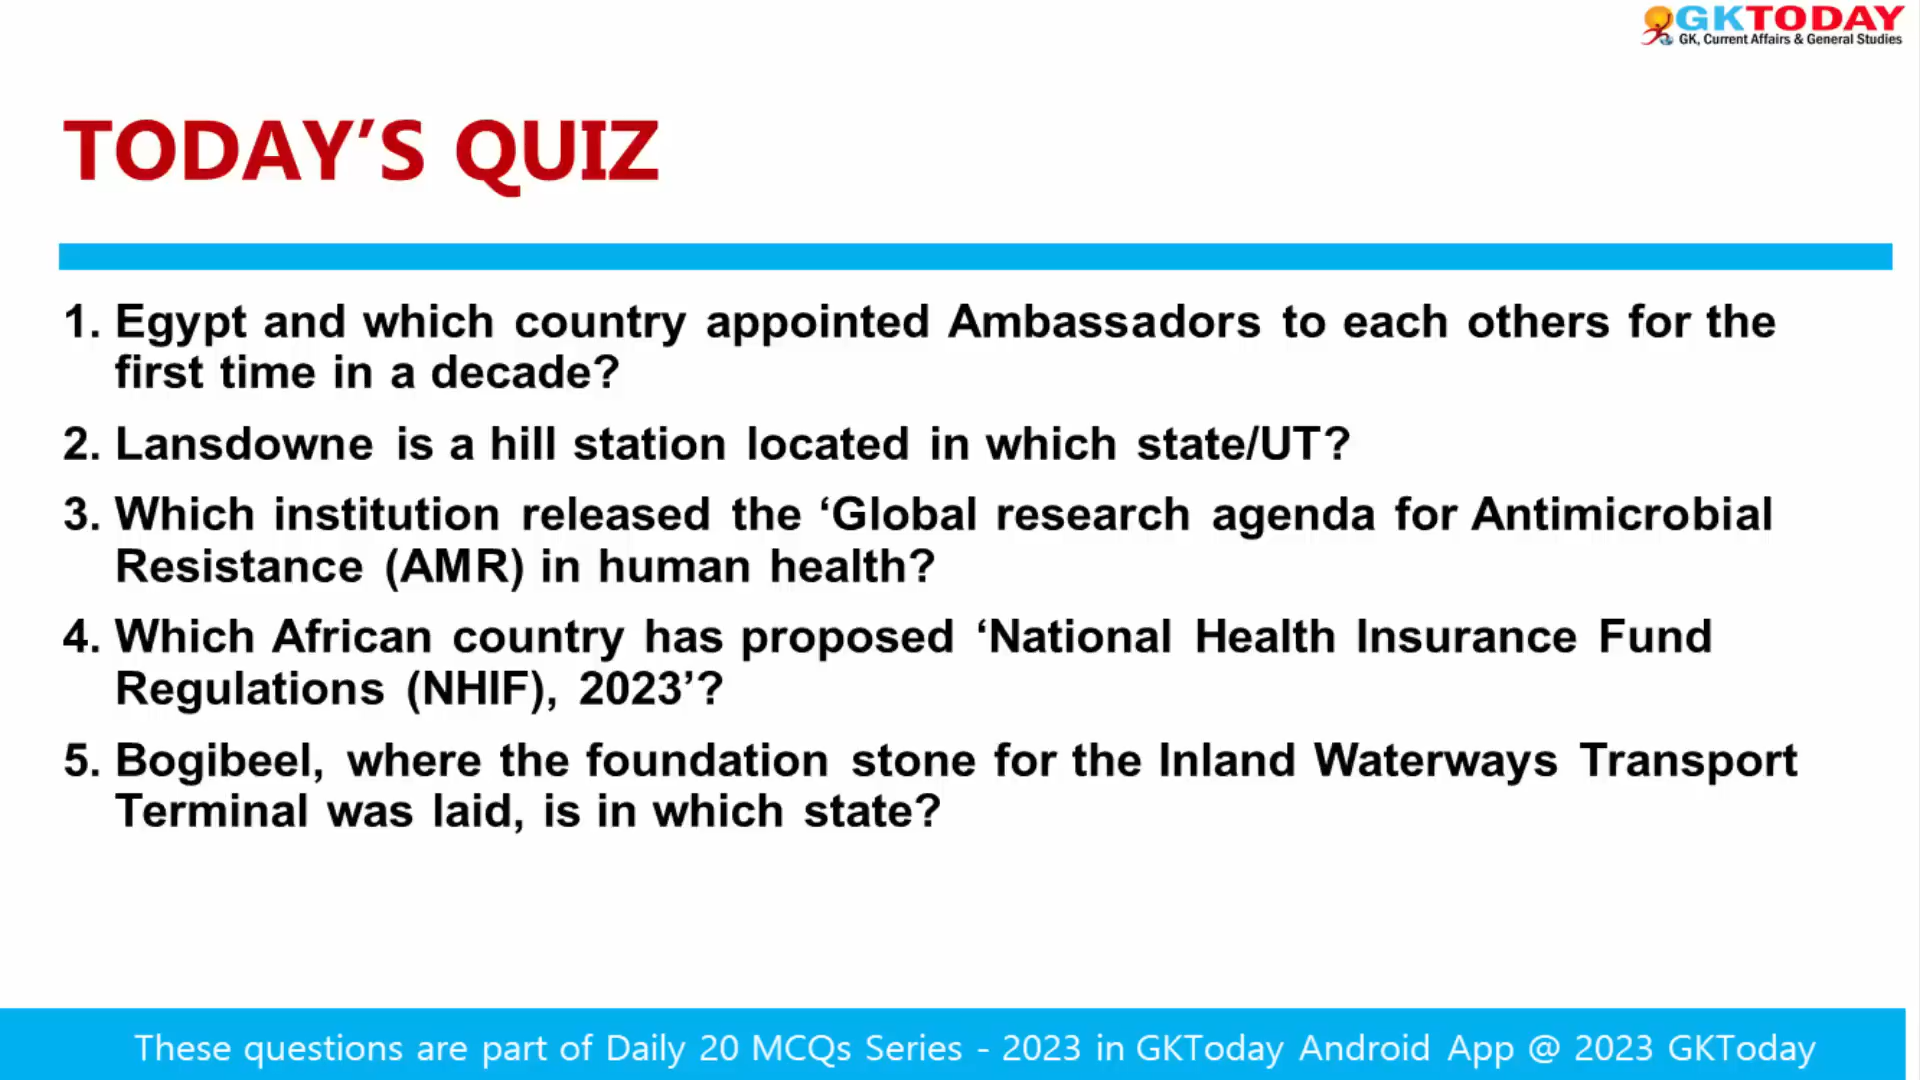 GKTODAY
GK, Current Affairs & General Studies
TODAY’S QUIZ
1. Egypt and which country appointed Ambassadors to each others for the
first time in a decade?
2. Lansdowne is a hill station located in which state/UT?
3. Which institution released the ‘Global research agenda for Antimicrobial
Resistance (AMR) in human health?
4. Which African country has proposed ‘National Health Insurance Fund
Regulations (NHIF), 2023’?
5. Bogibeel, where the foundation stone for the Inland Waterways Transport
Terminal was laid, is in which state?
These questions are part of Daily 20 MCQs Series - 2023 in GKToday Android App @ 2023 GKToday